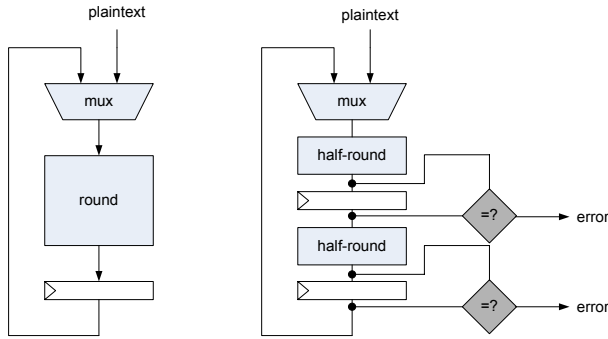 plaintext
mux
round
plaintext
mux
half-round
=?
error
half-round
=?
error